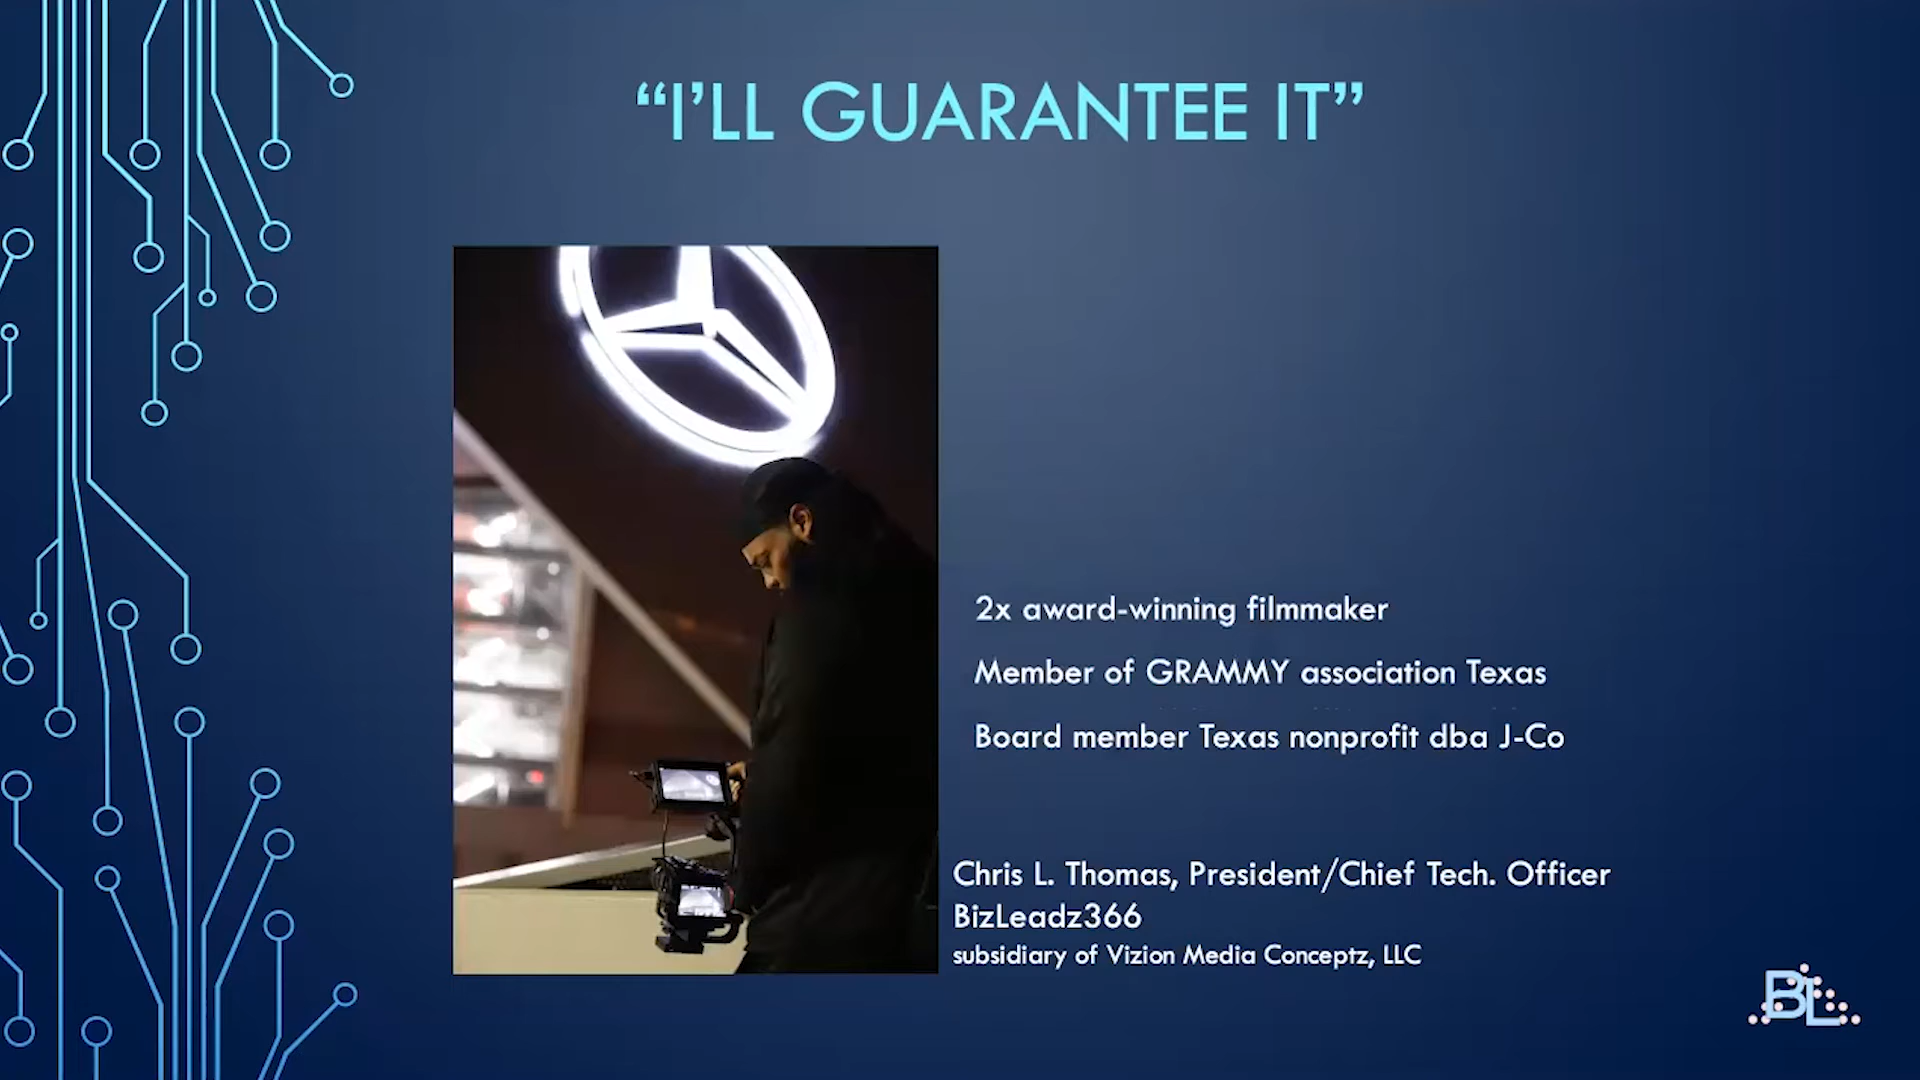 “I’LL GUARANTEE IT”
2x award-winning filmmaker
Member of GRAMMY association Texas
Board member Texas nonprofit dba J-Co
Chris L. Thomas, President/Chief Tech. Officer
BizLeadz366
subsidiary of Vizion Media Conceptz, LLC
BL